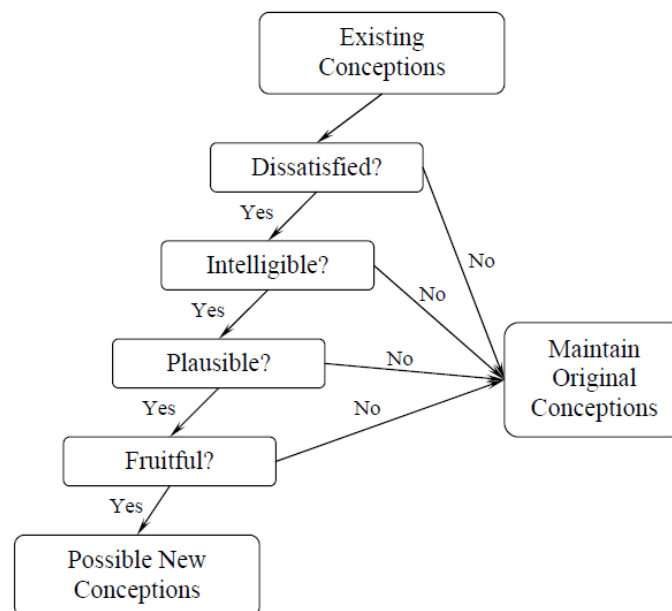 Existing
Conceptions
Dissatisfied?
Yes
No
Intelligible?
No
Yes
Maintain
Original
Conceptions
Plausible?
No
Yes
No
Fruitful?
Yes
Possible New
Conceptions